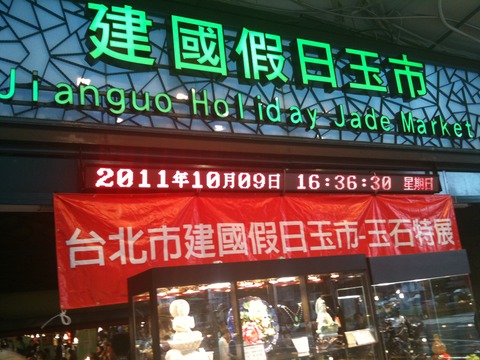 建國假日玉市
Jianguo Holiday Jade Market
2011年10月09日 16:36:30 星期日
台北市建國假日玉市-玉石特展